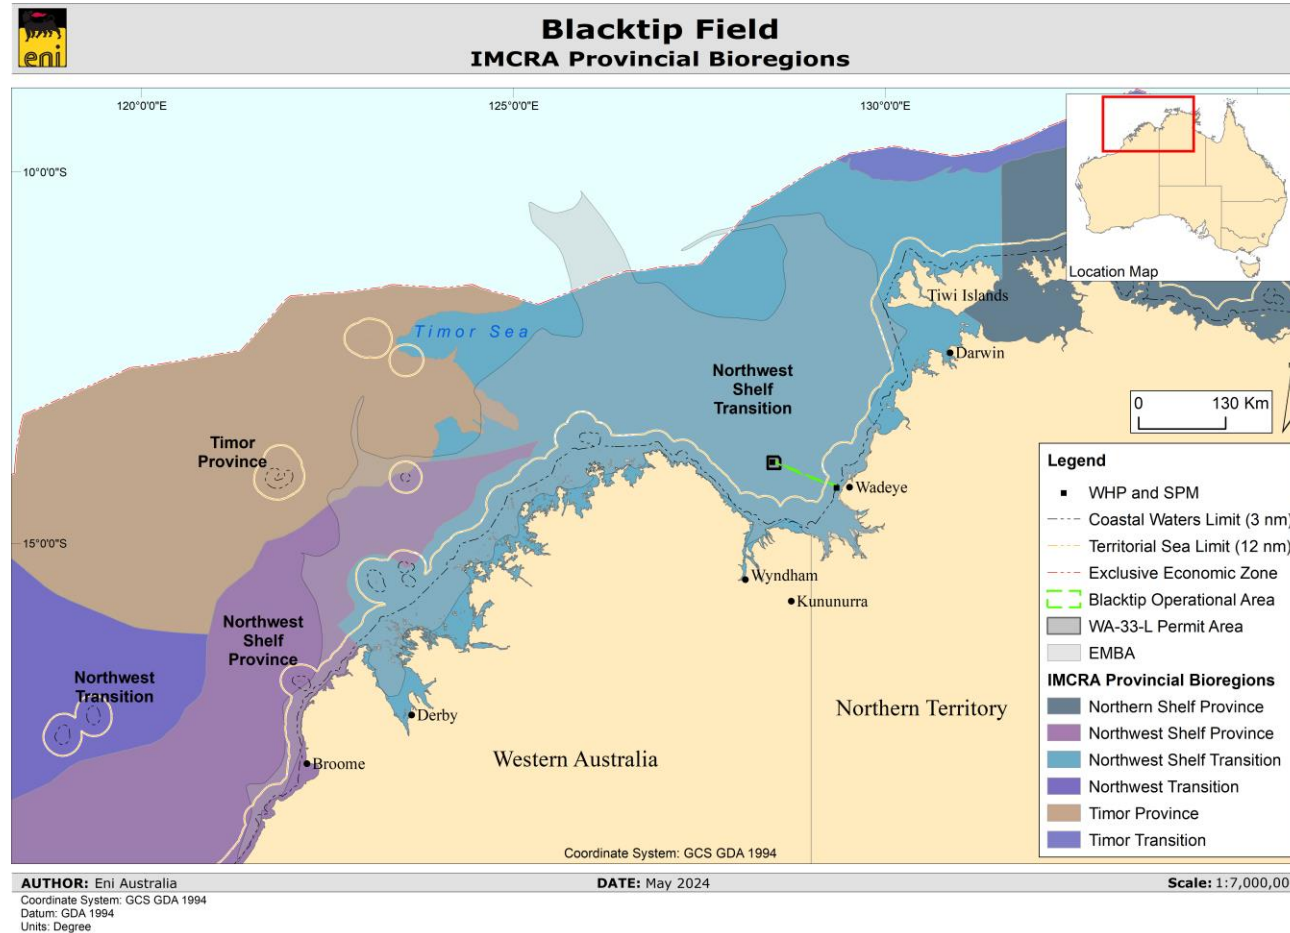 eni
Blacktip Field
IMCRA Provincial Bioregions
120°0'0"E
125°0'0"E
130°0'0"E
10°0'0"S
15°0'0"S
Location Map
Tiwi Islands
Timor Sea
Darwin
Northwest
Shelf
Transition
0 130 Km
Timor
Province
Wadeye
Wyndham
Kununurra
Northwest
Shelf
Province
Northwest
Transition
Derby
Broome
Western Australia
Northern Territory
Coordinate System: GCS GDA 1994
Legend
WHP and SPM
Coastal Waters Limit (3 nm)
Territorial Sea Limit (12 nm)
Exclusive Economic Zone
Blacktip Operational Area
WA-33-L Permit Area
EMBA
IMCRA Provincial Bioregions
Northern Shelf Province
Northwest Shelf Province
Northwest Shelf Transition
Northwest Transition
Timor Province
Timor Transition
AUTHOR: Eni Australia
DATE: May 2024
Scale: 1:7,000,00
Coordinate System: GCS GDA 1994
Datum: GDA 1994
Units: Degree